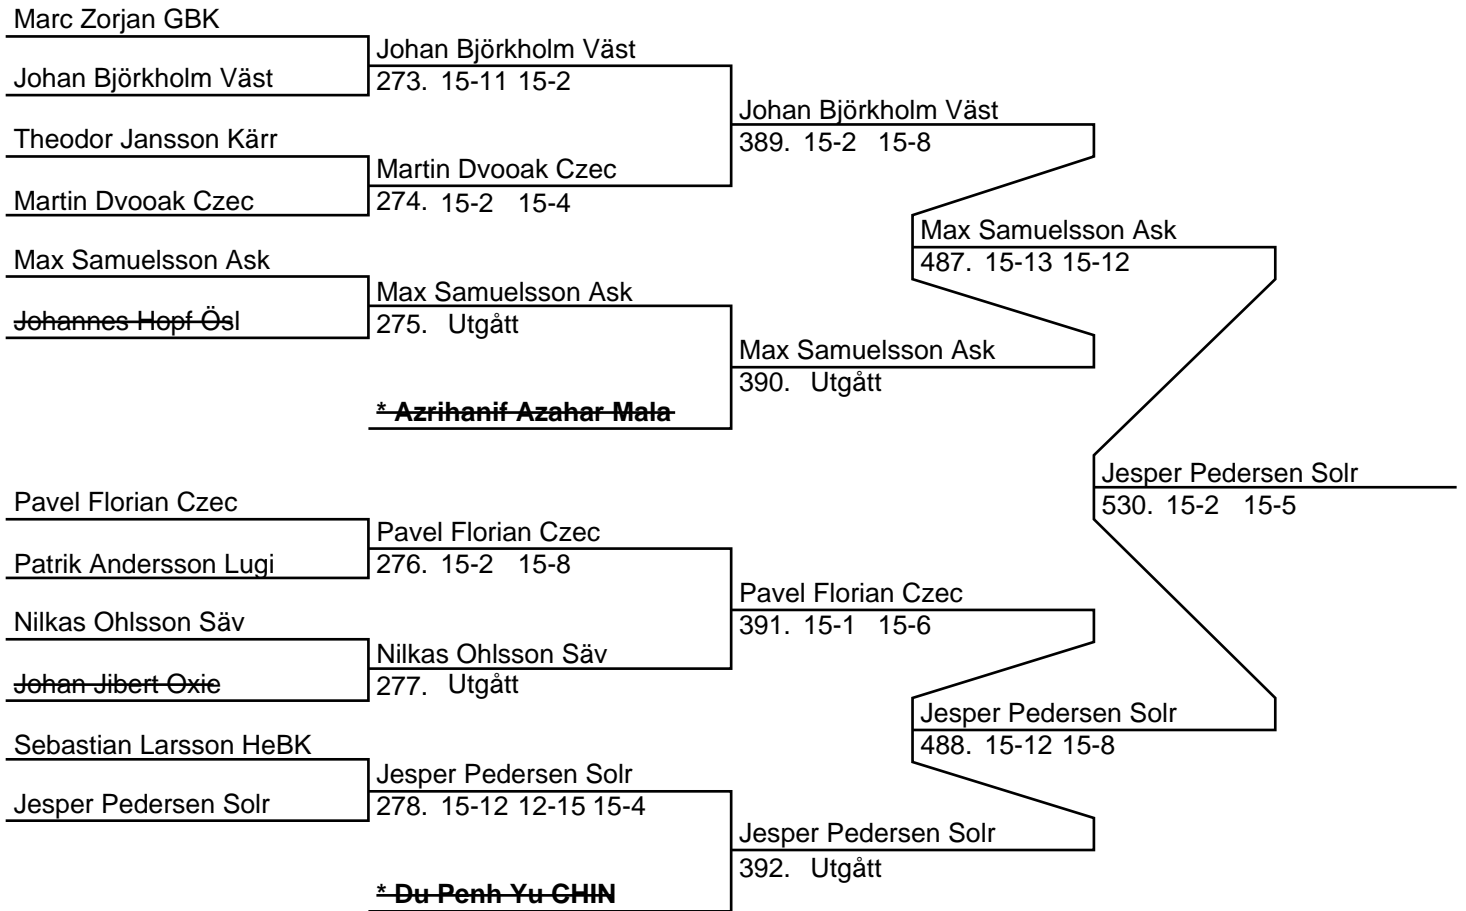 Marc Zorjan GBK
Johan Björkholm Väst
Johan Björkholm Väst
273. 15-11 15-2
Johan Björkholm Väst
389. 15-2 15-8
Theodor Jansson Kärr
Martin Dvooak Czec
Martin Dvooak Czec
274. 15-2 15-4
Max Samuelsson Ask
487. 15-13 15-12
Max Samuelsson Ask
Johannes Hopf Ösl
Max Samuelsson Ask
275. Utgått
Max Samuelsson Ask
390. Utgått
* Azrihanif Azahar Mala
Jesper Pedersen Solr
530. 15-2 15-5
Pavel Florian Czec
Patrik Andersson Lugi
Pavel Florian Czec
276. 15-2 15-8
Pavel Florian Czec
391. 15-1 15-6
Nilkas Ohlsson Säv
Johan Jibert Oxie
Nilkas Ohlsson Säv
277. Utgått
Jesper Pedersen Solr
488. 15-12 15-8
Sebastian Larsson HeBK
Jesper Pedersen Solr
Jesper Pedersen Solr
278. 15-12 12-15 15-4
Jesper Pedersen Solr
392. Utgått
* Du Penh Yu CHIN